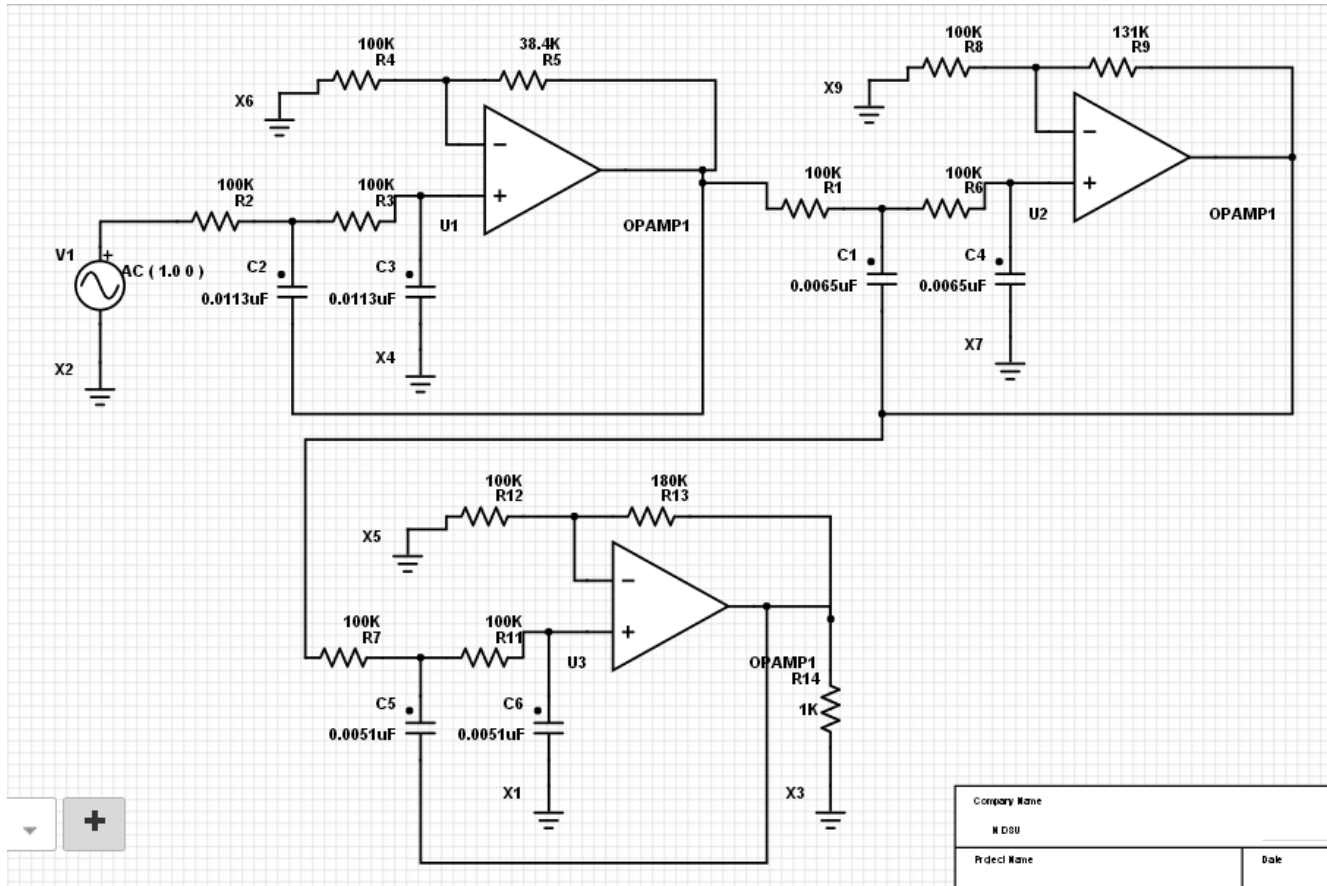 100K
R4
38.4K
R5
100K
R8
131K
R9
X6
X9
100K
R2
100K
R3
U1
OPAMP1
100K
R1
100K
R6
U2
OPAMP1
V1
+
AC ( 1.0 0 )
C2
0.0113uF
C3
0.0113uF
C1
0.0065uF
C4
0.0065uF
X2
X4
X7
100K
R12
180K
R13
X5
100K
R7
100K
R11
U3
OPAMP1
R14
1K
C5
0.0051uF
C6
0.0051uF
X1
X3
Company Name
NDSU
Project Name
Date